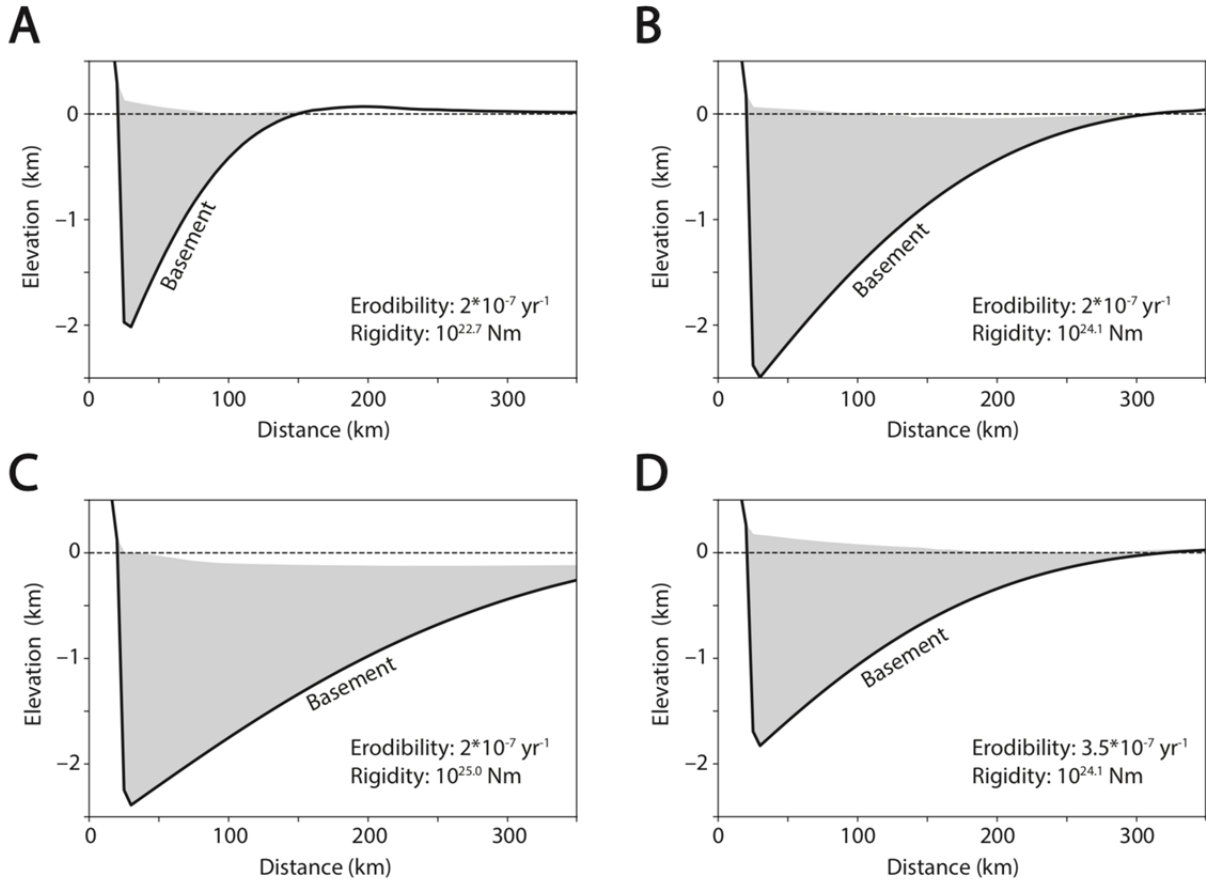 A
Elevation (km)
0
−1
−2
Basement
Erodibility: 2*10⁻⁷ yr⁻¹
Rigidity: 10²²·⁷ Nm
0 100 200 300
Distance (km)
B
Elevation (km)
0
−1
−2
Basement
Erodibility: 2*10⁻⁷ yr⁻¹
Rigidity: 10²⁴·¹ Nm
0 100 200 300
Distance (km)
C
Elevation (km)
0
−1
−2
Basement
Erodibility: 2*10⁻⁷ yr⁻¹
Rigidity: 10²⁵·⁰ Nm
0 100 200 300
Distance (km)
D
Elevation (km)
0
−1
−2
Basement
Erodibility: 3.5*10⁻⁷ yr⁻¹
Rigidity: 10²⁴·¹ Nm
0 100 200 300
Distance (km)